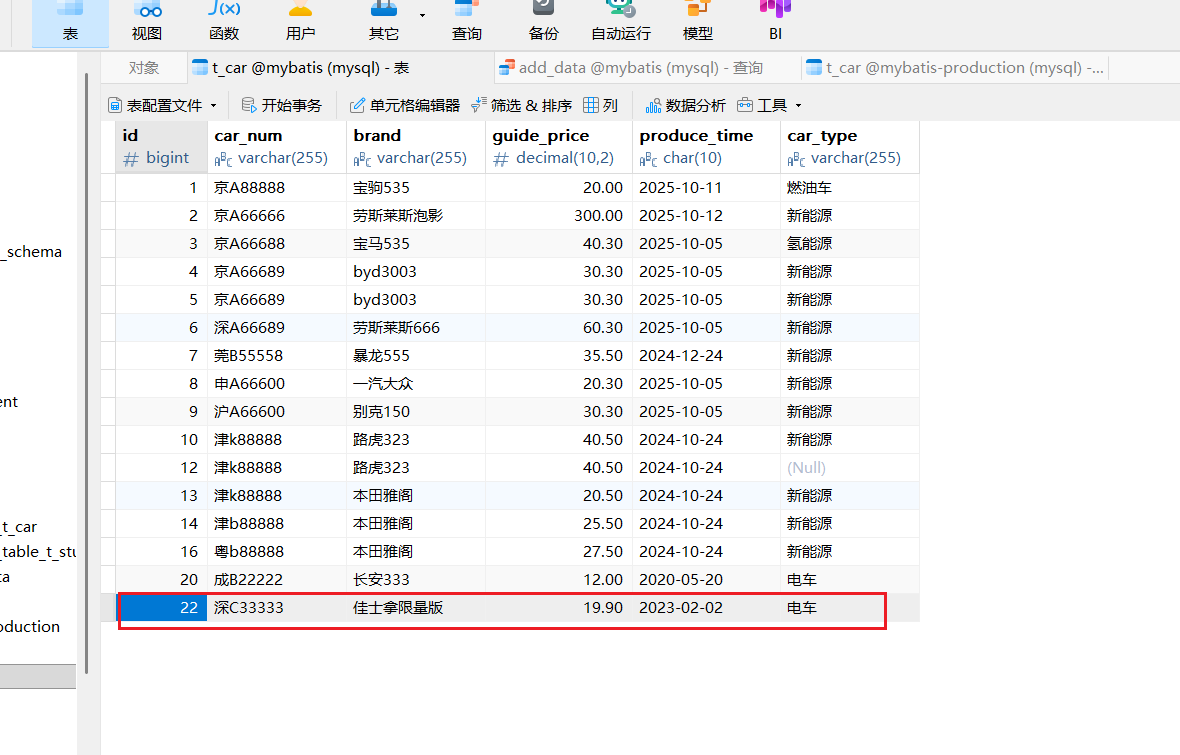 表 视图 函数 用户 其它 查询 备份 自动运行 模型 BI
对象 t_car @mybatis (mysql) - 表 add_data @mybatis (mysql) - 查询 t_car @mybatis-production (mysql) -...
表配置文件 开始事务 单元格编辑器 筛选 & 排序 列 数据分析 工具
id car_num brand guide_price produce_time car_type
# bigint ABC varchar(255) ABC varchar(255) # decimal(10,2) ABC char(10) ABC varchar(255)
1 京A88888 宝驹535 20.00 2025-10-11 燃油车
2 京A66666 劳斯莱斯泡影 300.00 2025-10-12 新能源
_schema
3 京A66688 宝马535 40.30 2025-10-05 氢能源
4 京A66689 byd3003 30.30 2025-10-05 新能源
5 京A66689 byd3003 30.30 2025-10-05 新能源
6 深A66689 劳斯莱斯666 60.30 2025-10-05 新能源
7 莞B55558 暴龙555 35.50 2024-12-24 新能源
8 申A66600 一汽大众 20.30 2025-10-05 新能源
ent
9 沪A66600 别克150 30.30 2025-10-05 新能源
10 津k88888 路虎323 40.50 2024-10-24 新能源
12 津k88888 路虎323 40.50 2024-10-24 (Null)
13 津k88888 本田雅阁 20.50 2024-10-24 新能源
_t_car
14 津b88888 本田雅阁 25.50 2024-10-24 新能源
_table_t_stu
16 粤b88888 本田雅阁 27.50 2024-10-24 新能源
ta
20 成B22222 长安333 12.00 2020-05-20 电车
22 深C33333 佳士拿限量版 19.90 2023-02-02 电车
oduction